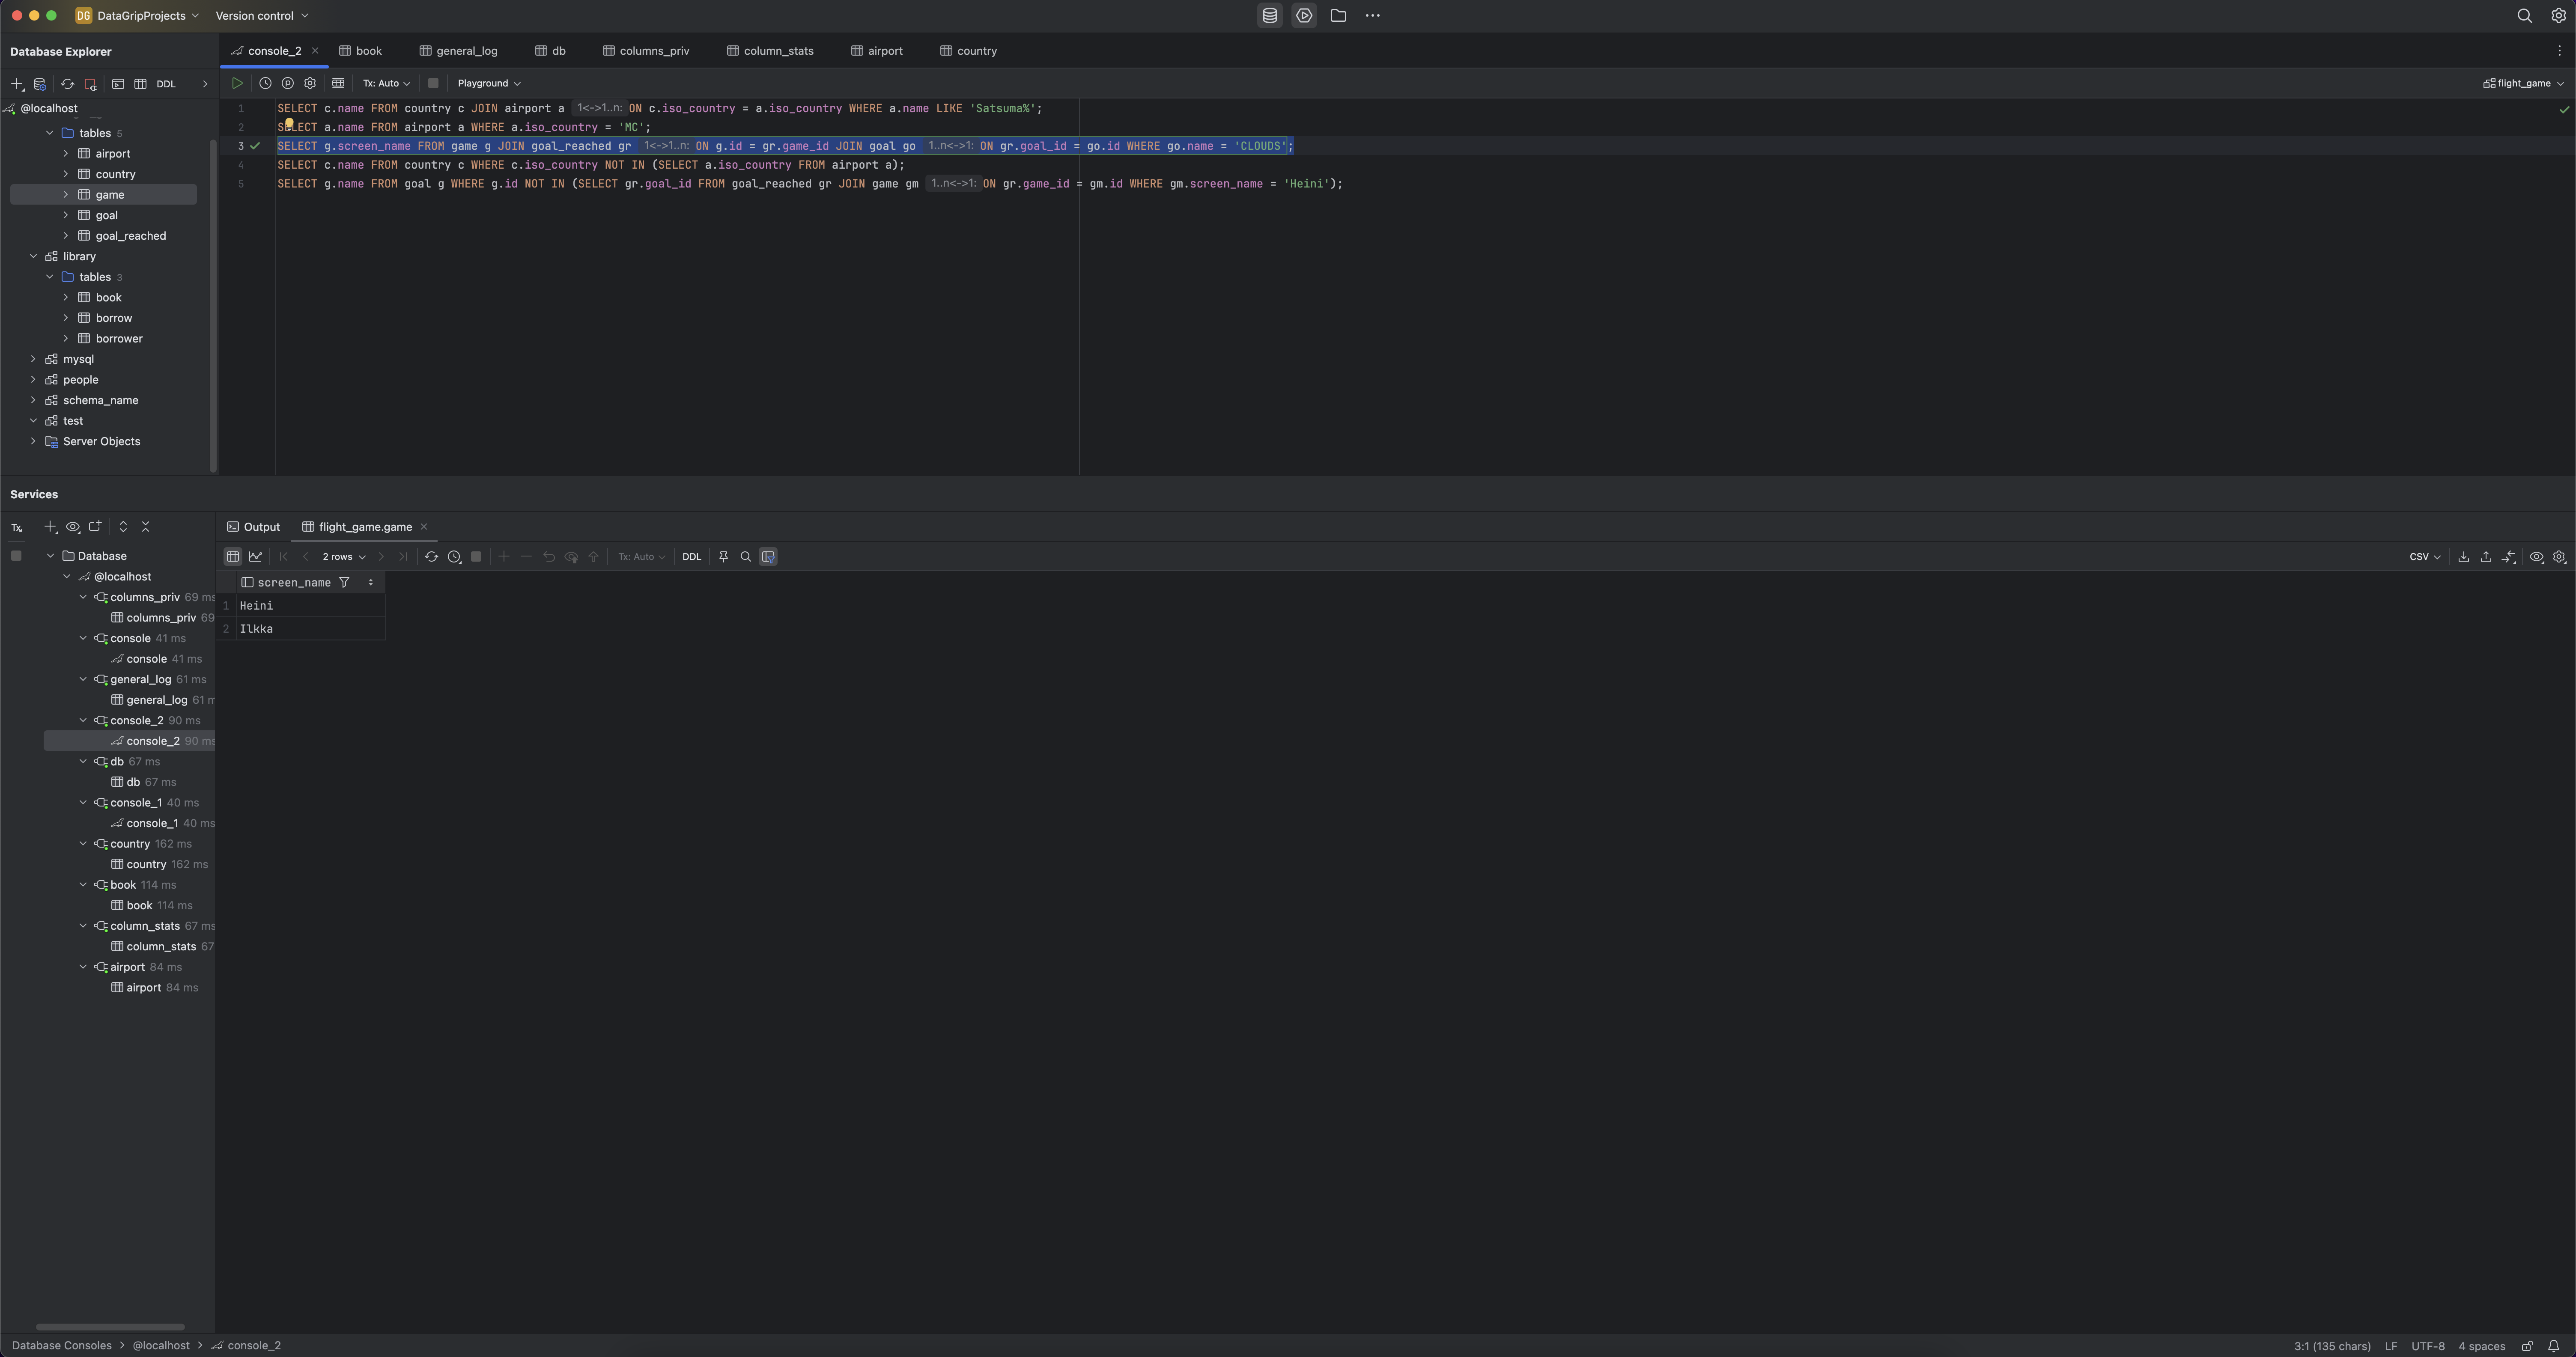 DG DataGripProjects Version control
Database Explorer
console_2 book general_log db columns_priv column_stats airport country
DDL
Tx: Auto Playground flight_game
@localhost
tables 5
airport
country
game
goal
goal_reached
library
tables 3
book
borrow
borrower
mysql
people
schema_name
test
Server Objects
1 SELECT c.name FROM country c JOIN airport a 1<->1..n: ON c.iso_country = a.iso_country WHERE a.name LIKE 'Satsuma%';
2 SELECT a.name FROM airport a WHERE a.iso_country = 'MC';
3 SELECT g.screen_name FROM game g JOIN goal_reached gr 1<->1..n: ON g.id = gr.game_id JOIN goal go 1..n<->1: ON gr.goal_id = go.id WHERE go.name = 'CLOUDS';
4 SELECT c.name FROM country c WHERE c.iso_country NOT IN (SELECT a.iso_country FROM airport a);
5 SELECT g.name FROM goal g WHERE g.id NOT IN (SELECT gr.goal_id FROM goal_reached gr JOIN game gm 1..n<->1: ON gr.game_id = gm.id WHERE gm.screen_name = 'Heini');
Services
Tx
Database
@localhost
columns_priv 69 ms
columns_priv 69
console 41 ms
console 41 ms
general_log 61 ms
general_log 61 m
console_2 90 ms
console_2 90 ms
db 67 ms
db 67 ms
console_1 40 ms
console_1 40 ms
country 162 ms
country 162 ms
book 114 ms
book 114 ms
column_stats 67 ms
column_stats 67
airport 84 ms
airport 84 ms
Output flight_game.game
2 rows Tx: Auto DDL CSV
screen_name
1 Heini
2 Ilkka
Database Consoles @localhost console_2
3:1 (135 chars) LF UTF-8 4 spaces